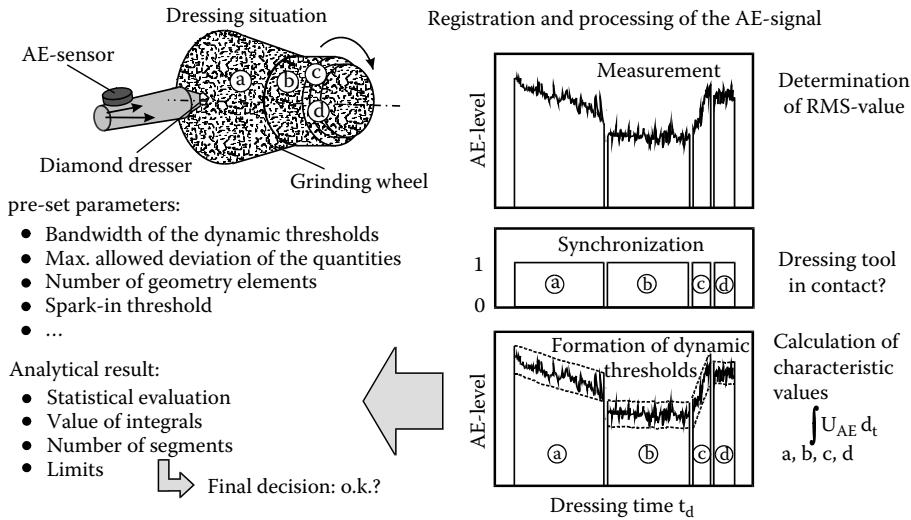 Dressing situation
AE-sensor
a
b
c
d
Diamond dresser
Grinding wheel
pre-set parameters:
● Bandwidth of the dynamic thresholds
● Max. allowed deviation of the quantities
● Number of geometry elements
● Spark-in threshold
● ...
Analytical result:
● Statistical evaluation
● Value of integrals
● Number of segments
● Limits
Final decision: o.k.?
Registration and processing of the AE-signal
Measurement
AE-level
Determination
of RMS-value
Synchronization
1
0
a
b
c
d
Dressing tool
in contact?
Formation of dynamic
thresholds
AE-level
a
b
c
d
Dressing time t_d
Calculation of
characteristic
values
∫ U_AE d_t
a, b, c, d